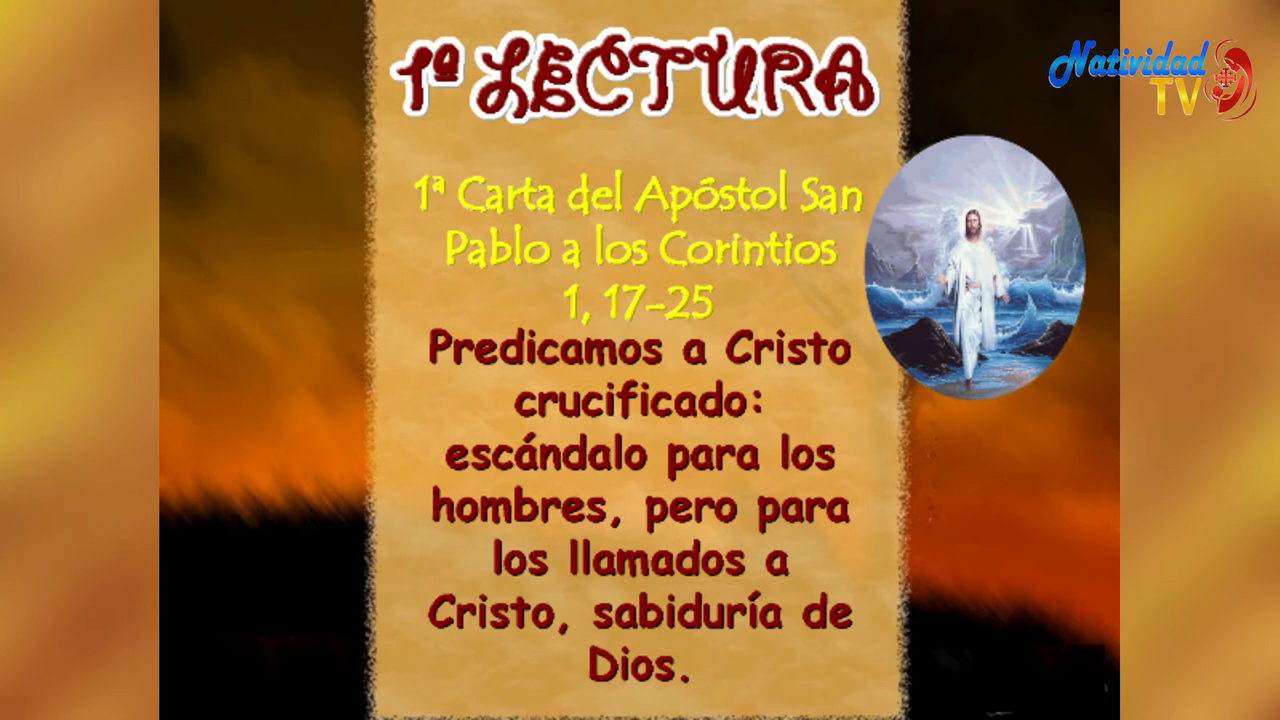 1º LECTURA
Natividad
TV
1ª Carta del Apóstol San
Pablo a los Corintios
1, 17-25
Predicamos a Cristo
crucificado:
escándalo para los
hombres, pero para
los llamados a
Cristo, sabiduría de
Dios.